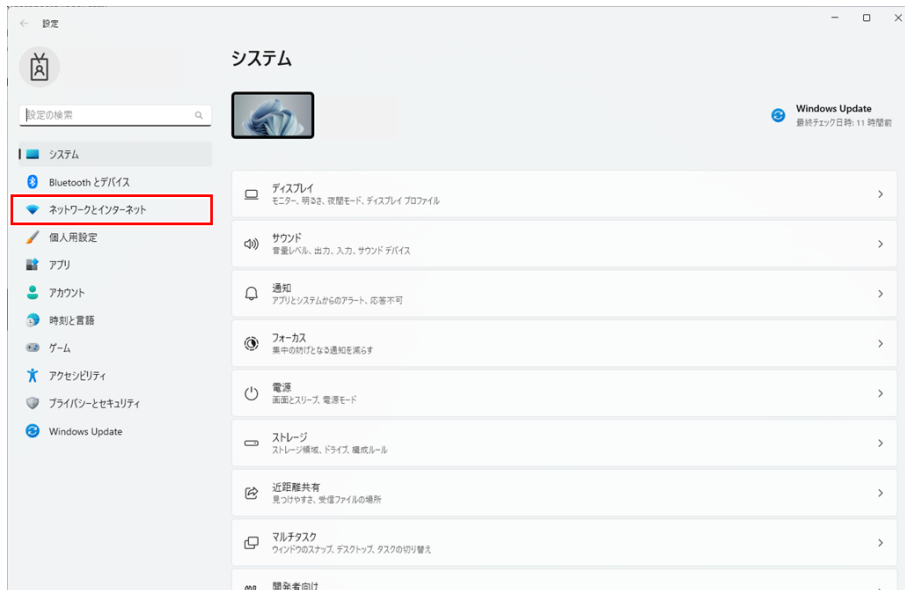 設定
システム
設定の検索
Windows Update
最終チェック日時: 11 時間前
システム
Bluetooth とデバイス
ネットワークとインターネット
個人用設定
アプリ
アカウント
時刻と言語
ゲーム
アクセシビリティ
プライバシーとセキュリティ
Windows Update
ディスプレイ
モニター、明るさ、夜間モード、ディスプレイ プロファイル
サウンド
音量レベル、出力、入力、サウンド デバイス
通知
アプリとシステムからのアラート、応答不可
フォーカス
集中の妨げとなる通知を減らす
電源
画面とスリープ、電源モード
ストレージ
ストレージ領域、ドライブ、構成ルール
近距離共有
見つけやすさ、受信ファイルの場所
マルチタスク
ウィンドウのスナップ、デスクトップ、タスクの切り替え
開発者向け